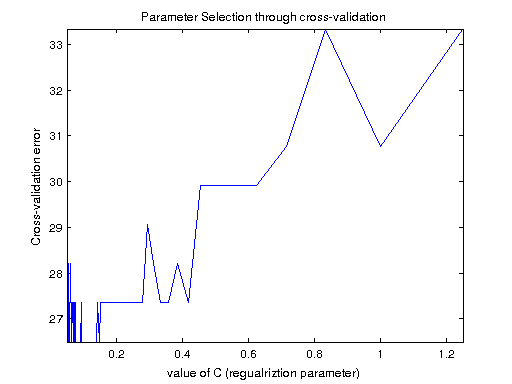 Parameter Selection through cross-validation
33
32
31
30
29
28
27
Cross-validation error
0.2 0.4 0.6 0.8 1 1.2
value of C (regualriztion parameter)